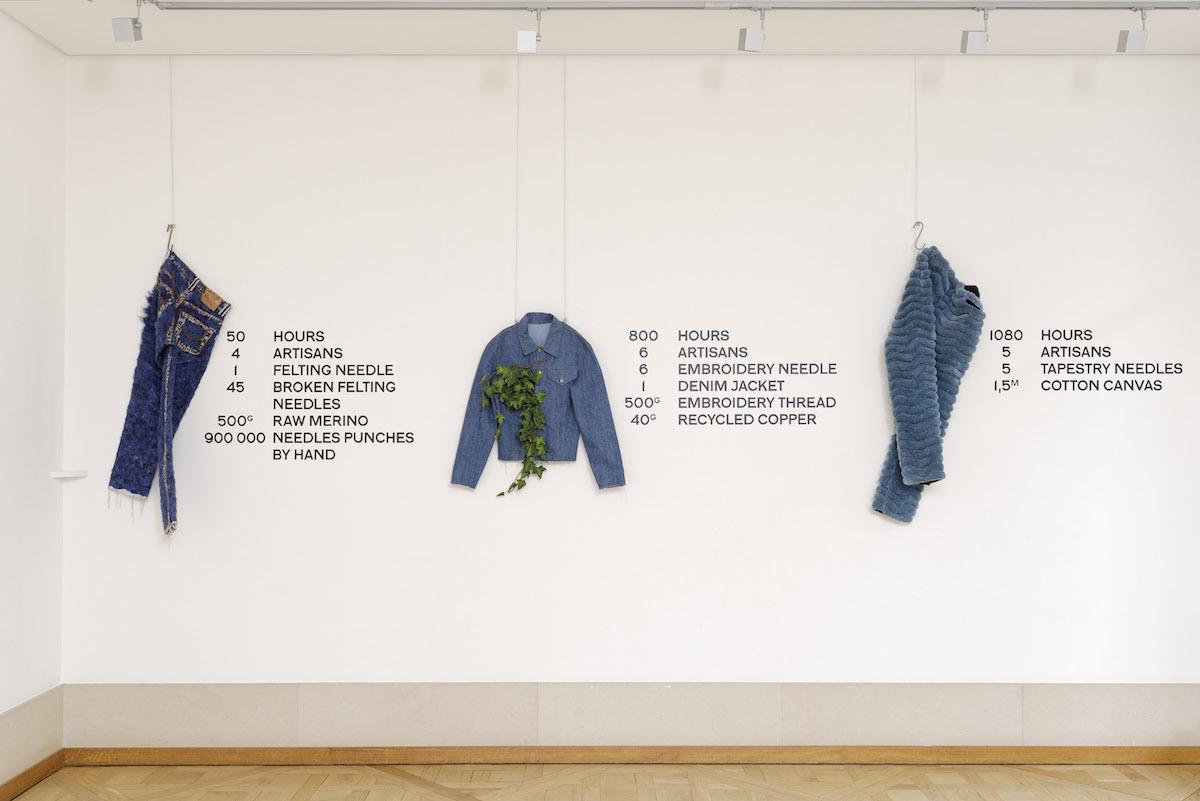 50 HOURS
4 ARTISANS
1 FELTING NEEDLE
45 BROKEN FELTING
NEEDLES
500G RAW MERINO
900 000 NEEDLES PUNCHES
BY HAND
800 HOURS
6 ARTISANS
6 EMBROIDERY NEEDLE
1 DENIM JACKET
500G EMBROIDERY THREAD
40G RECYCLED COPPER
1080 HOURS
5 ARTISANS
5 TAPESTRY NEEDLES
1,5M COTTON CANVAS